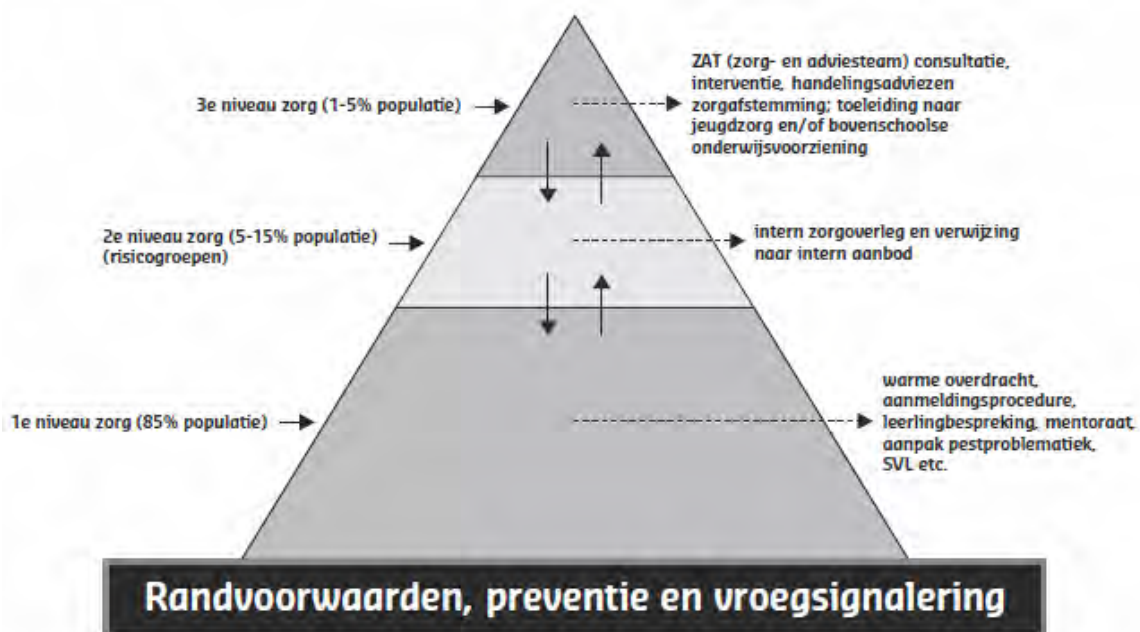 3e niveau zorg (1-5% populatie)
ZAT (zorg- en adviesteam) consultatie,
interventie, handelingsadviezen
zorgafstemming; toeleiding naar
jeugdzorg en/of bovenschoolse
onderwijsvoorziening
2e niveau zorg (5-15% populatie)
(risicogroepen)
intern zorgoverleg en verwijzing
naar intern aanbod
1e niveau zorg (85% populatie)
warme overdracht,
aanmeldingsprocedure,
leerlingbespreking, mentoraat,
aanpak pestproblematiek,
SVL etc.
Randvoorwaarden, preventie en vroegsignalering